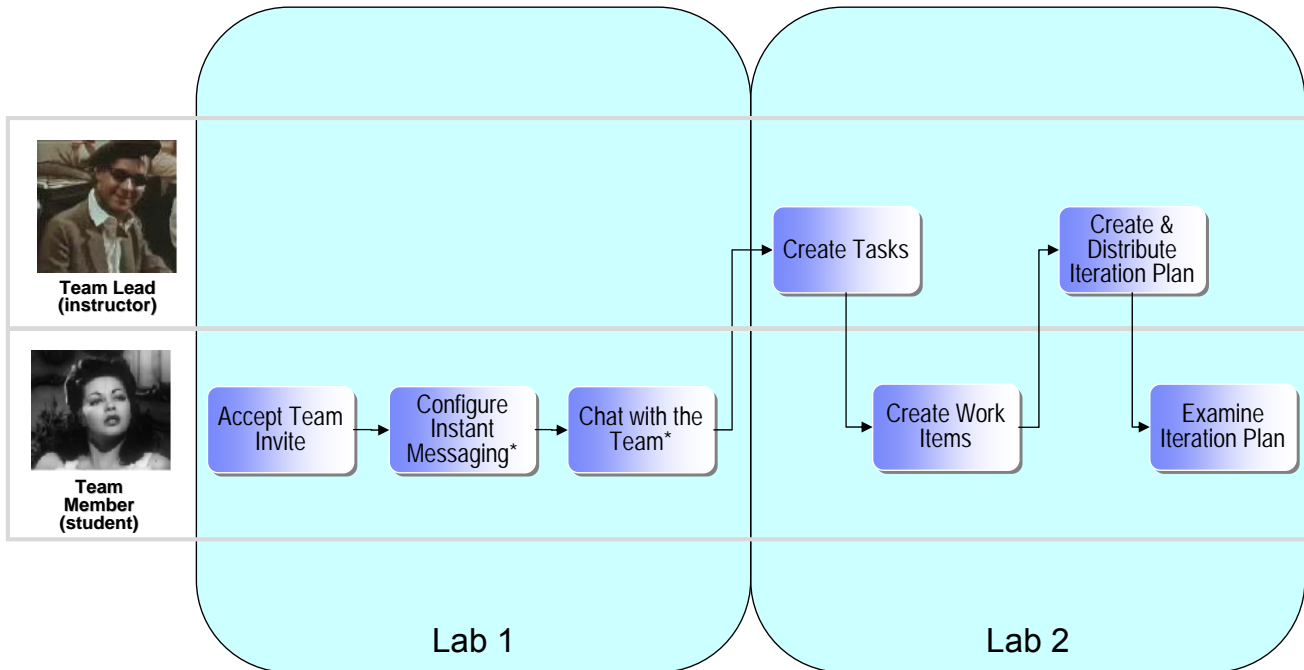 Team Lead
(instructor)
Create Tasks
Create &
Distribute
Iteration Plan
Team
Member
(student)
Accept Team
Invite
Configure
Instant
Messaging*
Chat with the
Team*
Create Work
Items
Examine
Iteration Plan
Lab 1
Lab 2